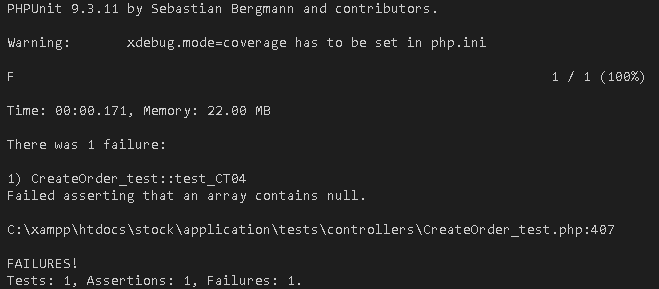 PHPUnit 9.3.11 by Sebastian Bergmann and contributors.
Warning:       xdebug.mode=coverage has to be set in php.ini
F                                                                   1 / 1 (100%)
Time: 00:00.171, Memory: 22.00 MB
There was 1 failure:
1) CreateOrder_test::test_CT04
Failed asserting that an array contains null.
C:\xampp\htdocs\stock\application\tests\controllers\CreateOrder_test.php:407
FAILURES!
Tests: 1, Assertions: 1, Failures: 1.